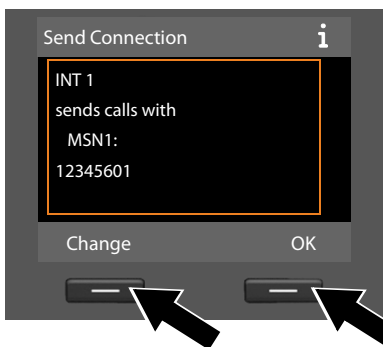 Send Connection i
INT 1
sends calls with
MSN1:
12345601
Change OK